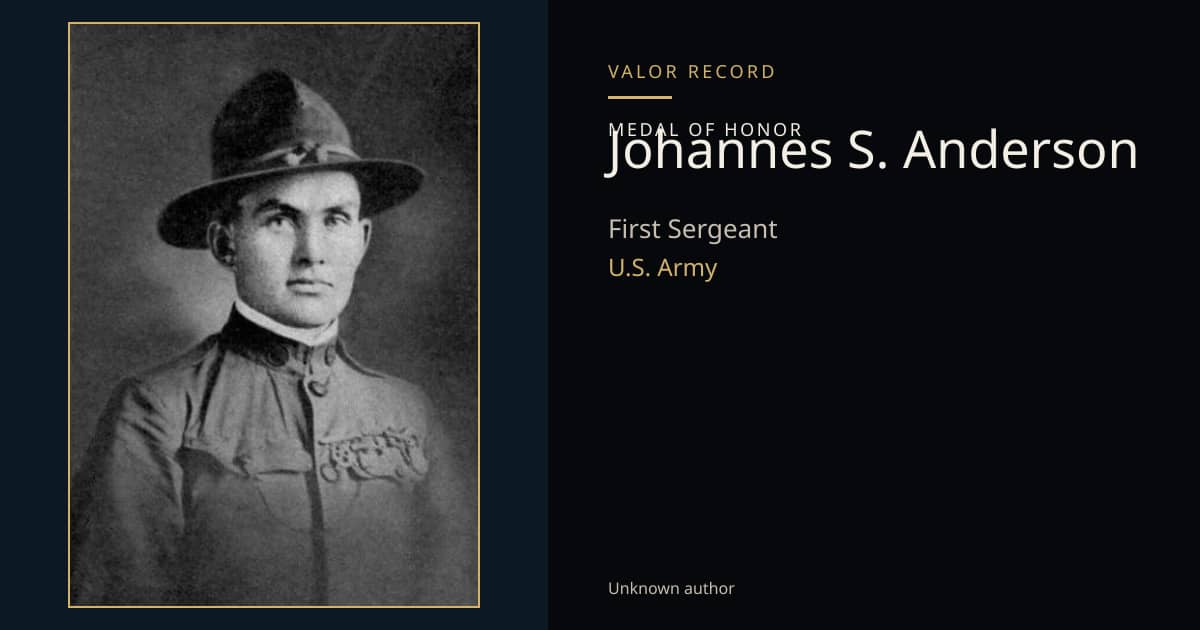 VALOR RECORD
MEDAL OF HONOR
Johannes S. Anderson
First Sergeant
U.S. Army
Unknown author